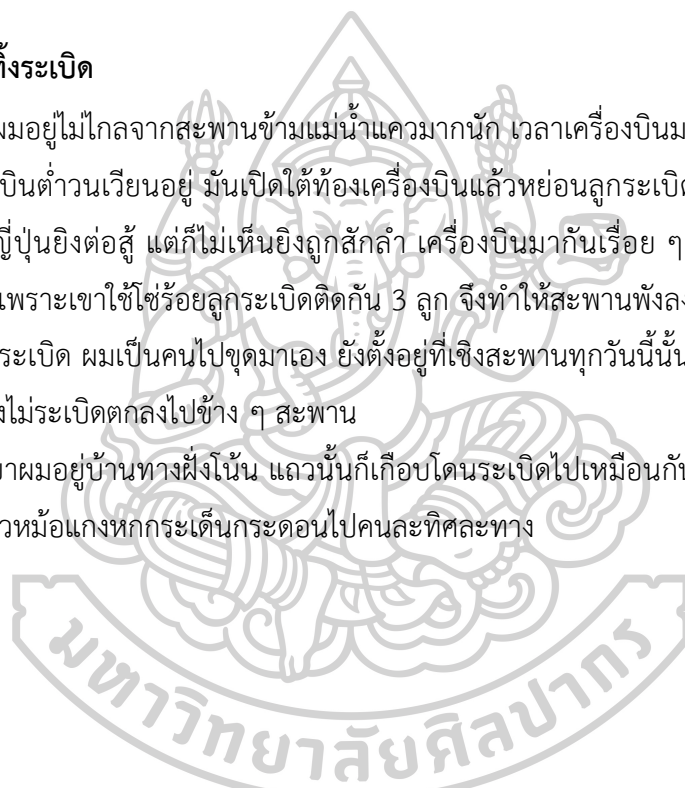 ทิ้งระเบิด
ผมอยู่ไม่ไกลจากสะพานข้ามแม่น้ำแควมากนัก เวลาเครื่องบินม
บินต่ำวนเวียนอยู่ มันเปิดใต้ท้องเครื่องบินแล้วหย่อนลูกระเบิด
ญี่ปุ่นยิงต่อสู้ แต่ก็ไม่เห็นยิงถูกสักลำ เครื่องบินมากันเรื่อย ๆ
เพราะเขาใช้โซ่ร้อยลูกระเบิดติดกัน 3 ลูก จึงทำให้สะพานพังล
ระเบิด ผมเป็นคนไปขุดมาเอง ยังตั้งอยู่ที่เชิงสะพานทุกวันนี้นั้น
งไม่ระเบิดตกลงไปข้าง ๆ สะพาน
ยาผมอยู่บ้านทางฝั่งโน้น แถวนั้นก็เกือบโดนระเบิดไปเหมือนกัน
าวหม้อแกงหกกระเด็นกระดอนไปคนละทิศละทาง
มหาวิทยาลัยศิลปากร